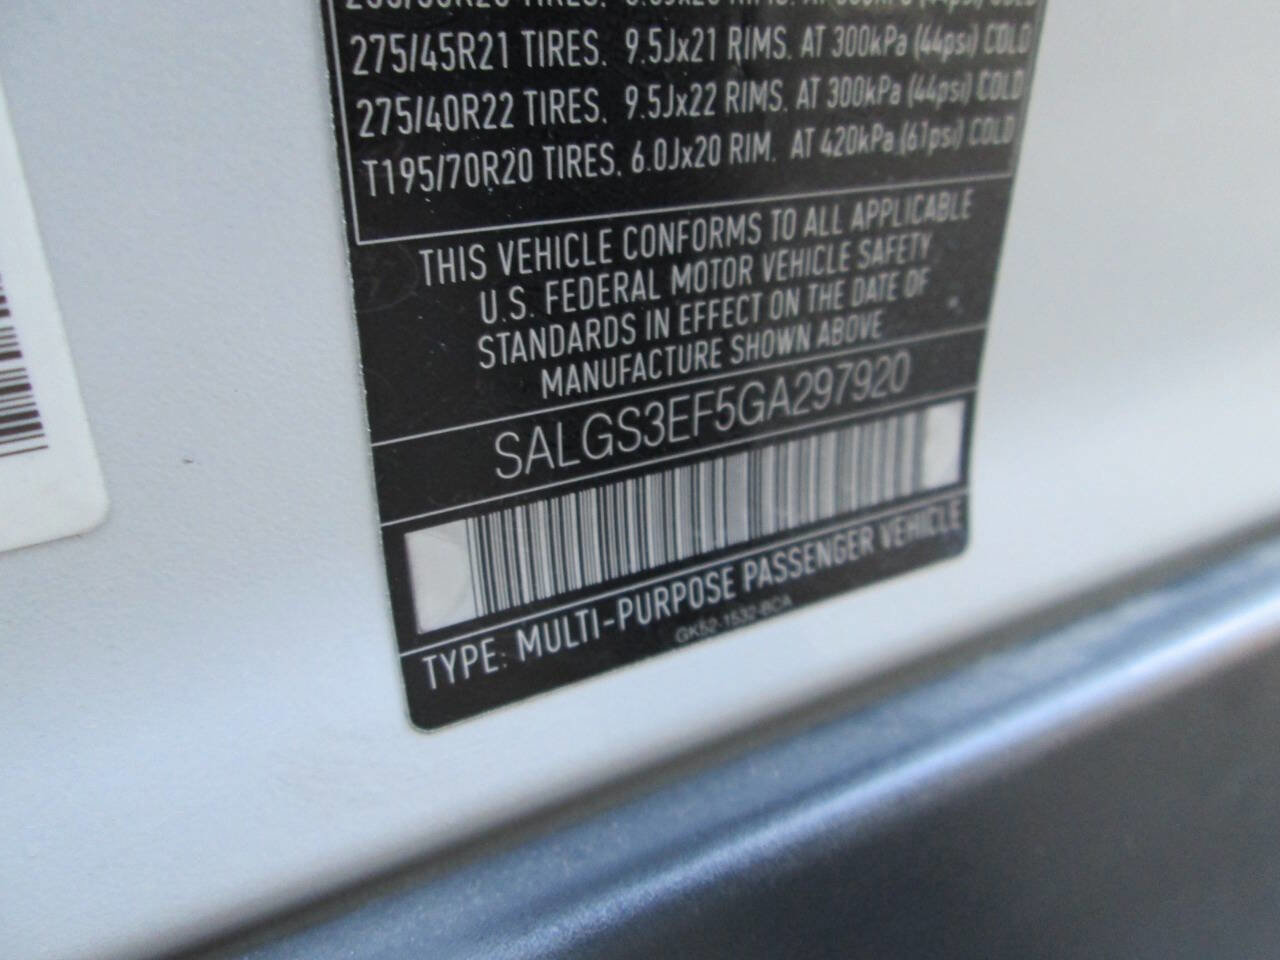 275/45R21 TIRES. 9.5Jx21 RIMS. AT 300kPa (44psi) COLD
275/40R22 TIRES. 9.5Jx22 RIMS. AT 300kPa (44psi) COLD
T195/70R20 TIRES. 6.0Jx20 RIM. AT 420kPa (61psi) COLD
THIS VEHICLE CONFORMS TO ALL APPLICABLE
U.S. FEDERAL MOTOR VEHICLE SAFETY
STANDARDS IN EFFECT ON THE DATE OF
MANUFACTURE SHOWN ABOVE
SALGS3EF5GA297920
TYPE: MULTI-PURPOSE PASSENGER VEHICLE
GK52-1532-BCA